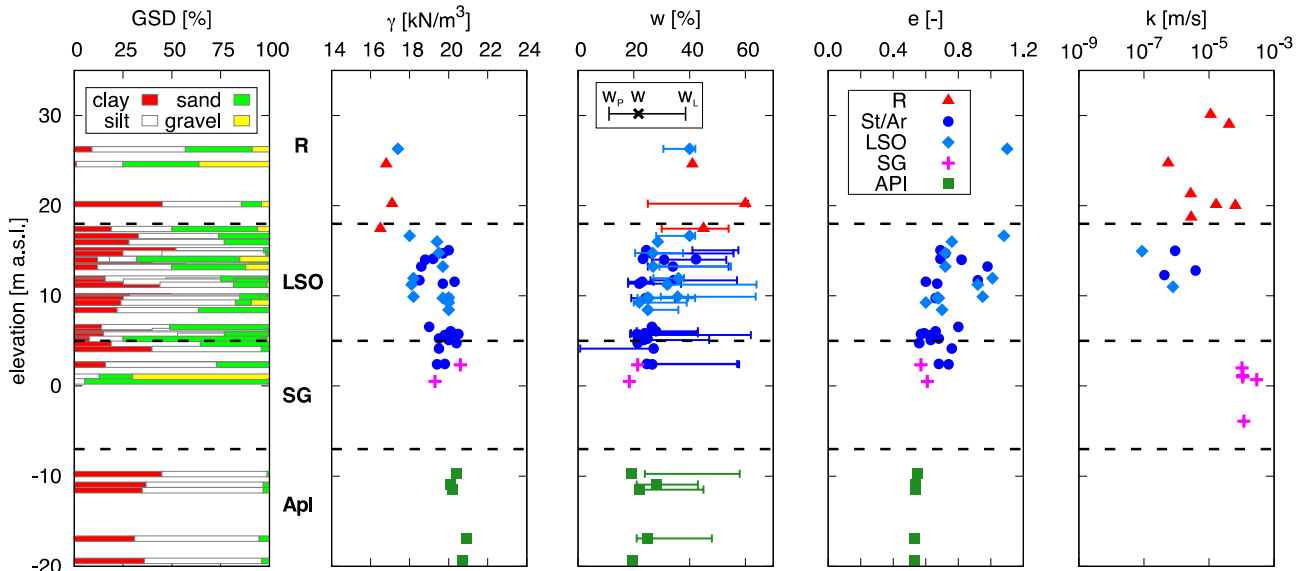 GSD [%]
γ [kN/m³]
w [%]
e [-]
k [m/s]
0 25 50 75 100
14 16 18 20 22 24
0 20 40 60
0.0 0.4 0.8 1.2
10⁻⁹ 10⁻⁷ 10⁻⁵ 10⁻³
clay sand
silt gravel
w_P w w_L
R
St/Ar
LSO
SG
API
elevation [m a.s.l.]
30
20
10
0
-10
-20
R
LSO
SG
Apl